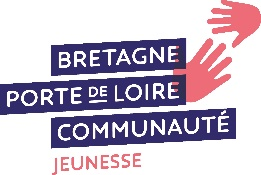 BRETAGNE
PORTE DE LOIRE
COMMUNAUTÉ
JEUNESSE